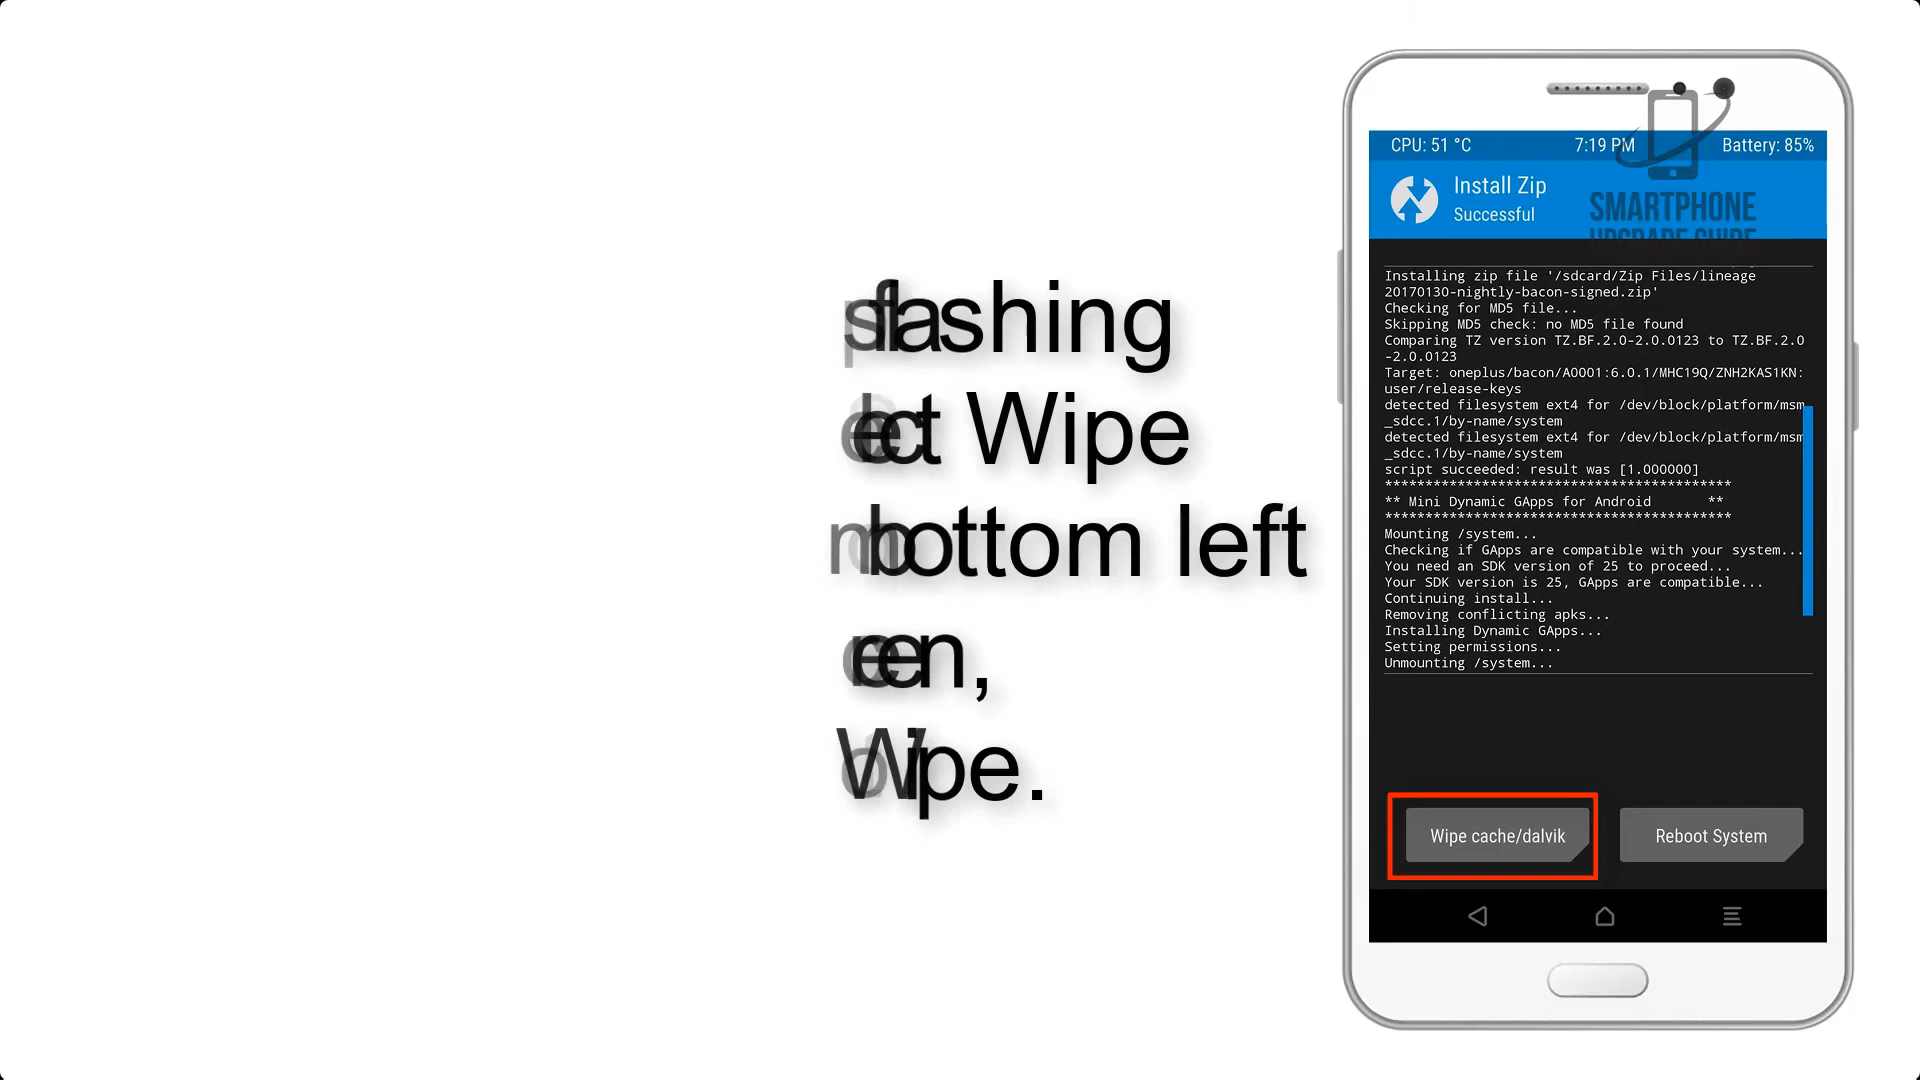 flashing
Wipe
bottom left
Wipe.
CPU: 51 °C 7:19 PM Battery: 85%
Install Zip
Successful
SMARTPHONE
UPGRADE GUIDE
Installing zip file '/sdcard/Zip Files/lineage
20170130-nightly-bacon-signed.zip'
Checking for MD5 file...
Skipping MD5 check: no MD5 file found
Comparing TZ version TZ.BF.2.0-2.0.0123 to TZ.BF.2.0
-2.0.0123
Target: oneplus/bacon/A0001:6.0.1/MHC19Q/ZNH2KAS1KN:
user/release-keys
detected filesystem ext4 for /dev/block/platform/msm
_sdcc.1/by-name/system
detected filesystem ext4 for /dev/block/platform/msm
_sdcc.1/by-name/system
script succeeded: result was [1.000000]
*******************************************
** Mini Dynamic GApps for Android **
*******************************************
Mounting /system...
Checking if GApps are compatible with your system...
You need an SDK version of 25 to proceed...
Your SDK version is 25, GApps are compatible...
Continuing install...
Removing conflicting apks...
Installing Dynamic GApps...
Setting permissions...
Unmounting /system...
Wipe cache/dalvik
Reboot System